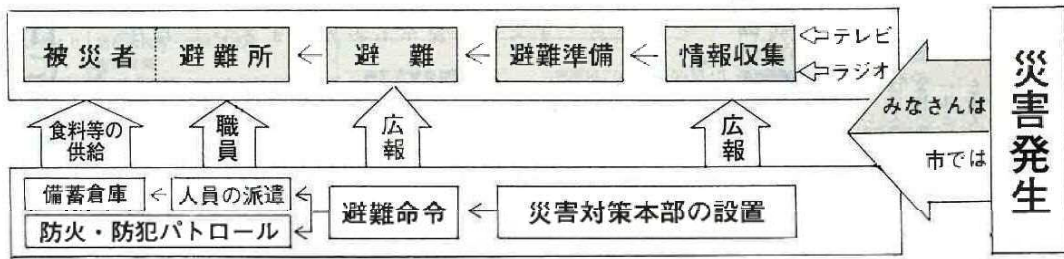 災害発生
みなさんは
市では
テレビ
ラジオ
情報収集
避難準備
避難
避難所
被災者
広報
広報
職員
食料等の
供給
災害対策本部の設置
避難命令
人員の派遣
備蓄倉庫
防火・防犯パトロール